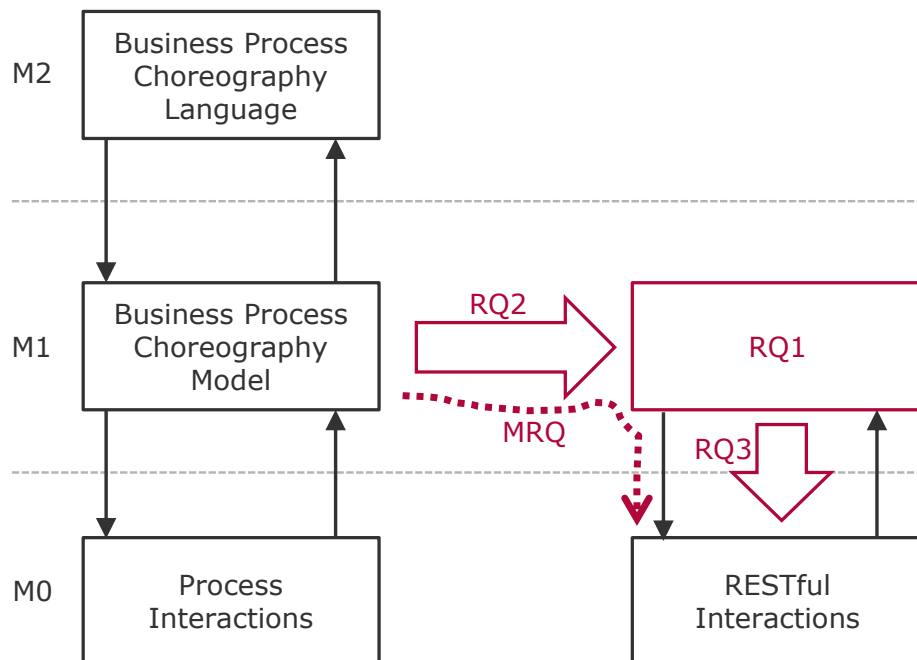 M2
Business Process
Choreography
Language
M1
Business Process
Choreography
Model
RQ2
MRQ
RQ1
RQ3
M0
Process
Interactions
RESTful
Interactions